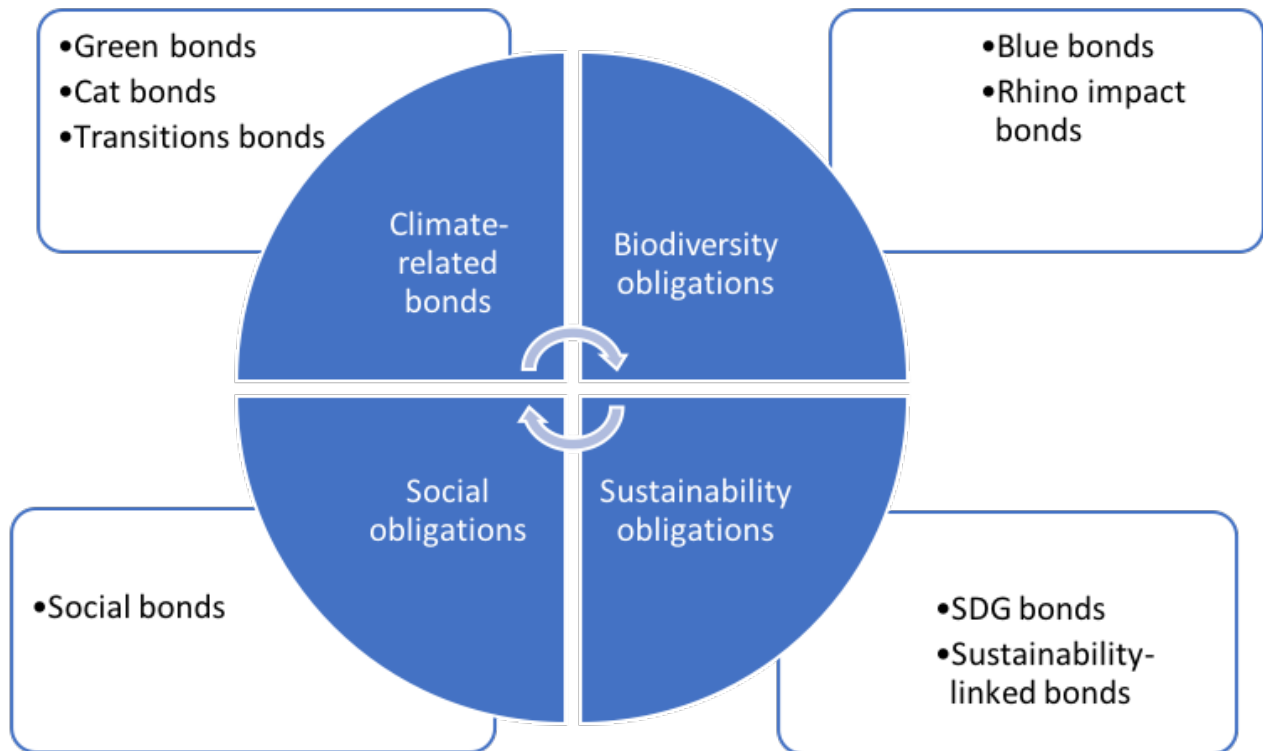 •Green bonds
•Cat bonds
•Transitions bonds
•Blue bonds
•Rhino impact
bonds
Climate-
related
bonds
Biodiversity
obligations
Social
obligations
Sustainability
obligations
•Social bonds
•SDG bonds
•Sustainability-
linked bonds